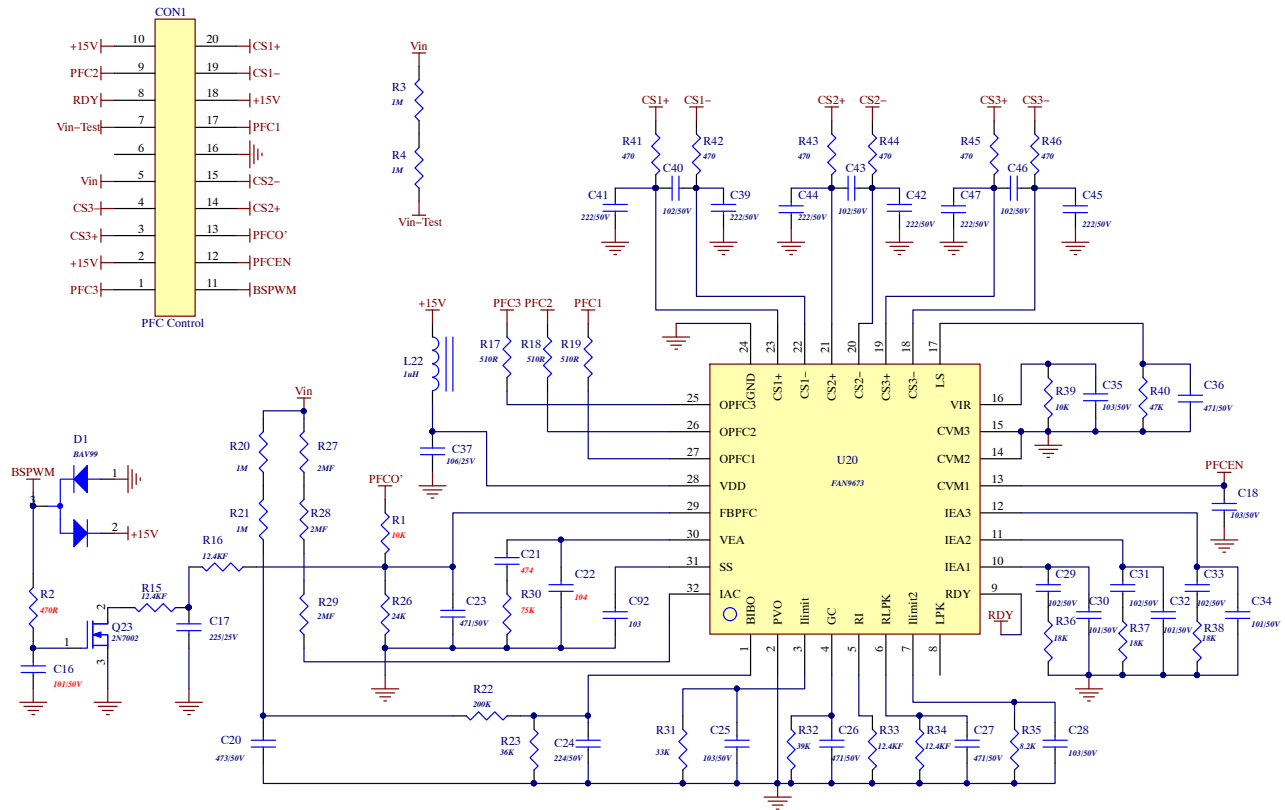 CON1
+15V 10 20 CS1+
PFC2 9 19 CS1-
RDY 8 18 +15V
Vin-Test 7 17 PFC1
6 16
Vin 5 15 CS2-
CS3- 4 14 CS2+
CS3+ 3 13 PFCO'
+15V 2 12 PFCEN
PFC3 1 11 BSPWM
PFC Control
Vin
R3
1M
R4
1M
Vin-Test
CS1+ CS1- CS2+ CS2- CS3+ CS3-
R41
470
R42
470
R43
470
R44
470
R45
470
R46
470
C40
102/50V
C43
102/50V
C46
102/50V
C41
222/50V
C39
222/50V
C44
222/50V
C42
222/50V
C47
222/50V
C45
222/50V
+15V
L22
1uH
C37
106/25V
PFC3 PFC2 PFC1
R17
510R
R18
510R
R19
510R
24 23 22 21 20 19 18 17
GND CS1+ CS1- CS2+ CS2- CS3+ CS3- LS
25 OPFC3
26 OPFC2
27 OPFC1
28 VDD
29 FBPFC
30 VEA
31 SS
32 IAC
U20
FAN9673
VIR 16
CVM3 15
CVM2 14
CVM1 13
IEA3 12
IEA2 11
IEA1 10
RDY 9
BIBO PVO Ilimit GC RI RLPK Ilimit2 LPK
1 2 3 4 5 6 7 8
RDY
R39
10K
C35
103/50V
R40
47K
C36
471/50V
PFCEN
C18
103/50V
C29
102/50V
C30
101/50V
R36
18K
C31
102/50V
C32
101/50V
R37
18K
C33
102/50V
C34
101/50V
R38
18K
D1
BAV99
BSPWM
3
1
2 +15V
R2
470R
C16
101/50V
1
2
3
Q23
2N7002
R15
12.4KF
R16
12.4KF
C17
225/25V
Vin
R20
1M
R21
1M
R27
2MF
R28
2MF
R29
2MF
PFCO'
R1
10K
R26
24K
C23
471/50V
C21
474
R30
75K
C22
104
C92
103
C20
473/50V
R22
200K
R23
36K
C24
224/50V
R31
33K
C25
103/50V
R32
39K
C26
471/50V
R33
12.4KF
R34
12.4KF
C27
471/50V
R35
8.2K
C28
103/50V